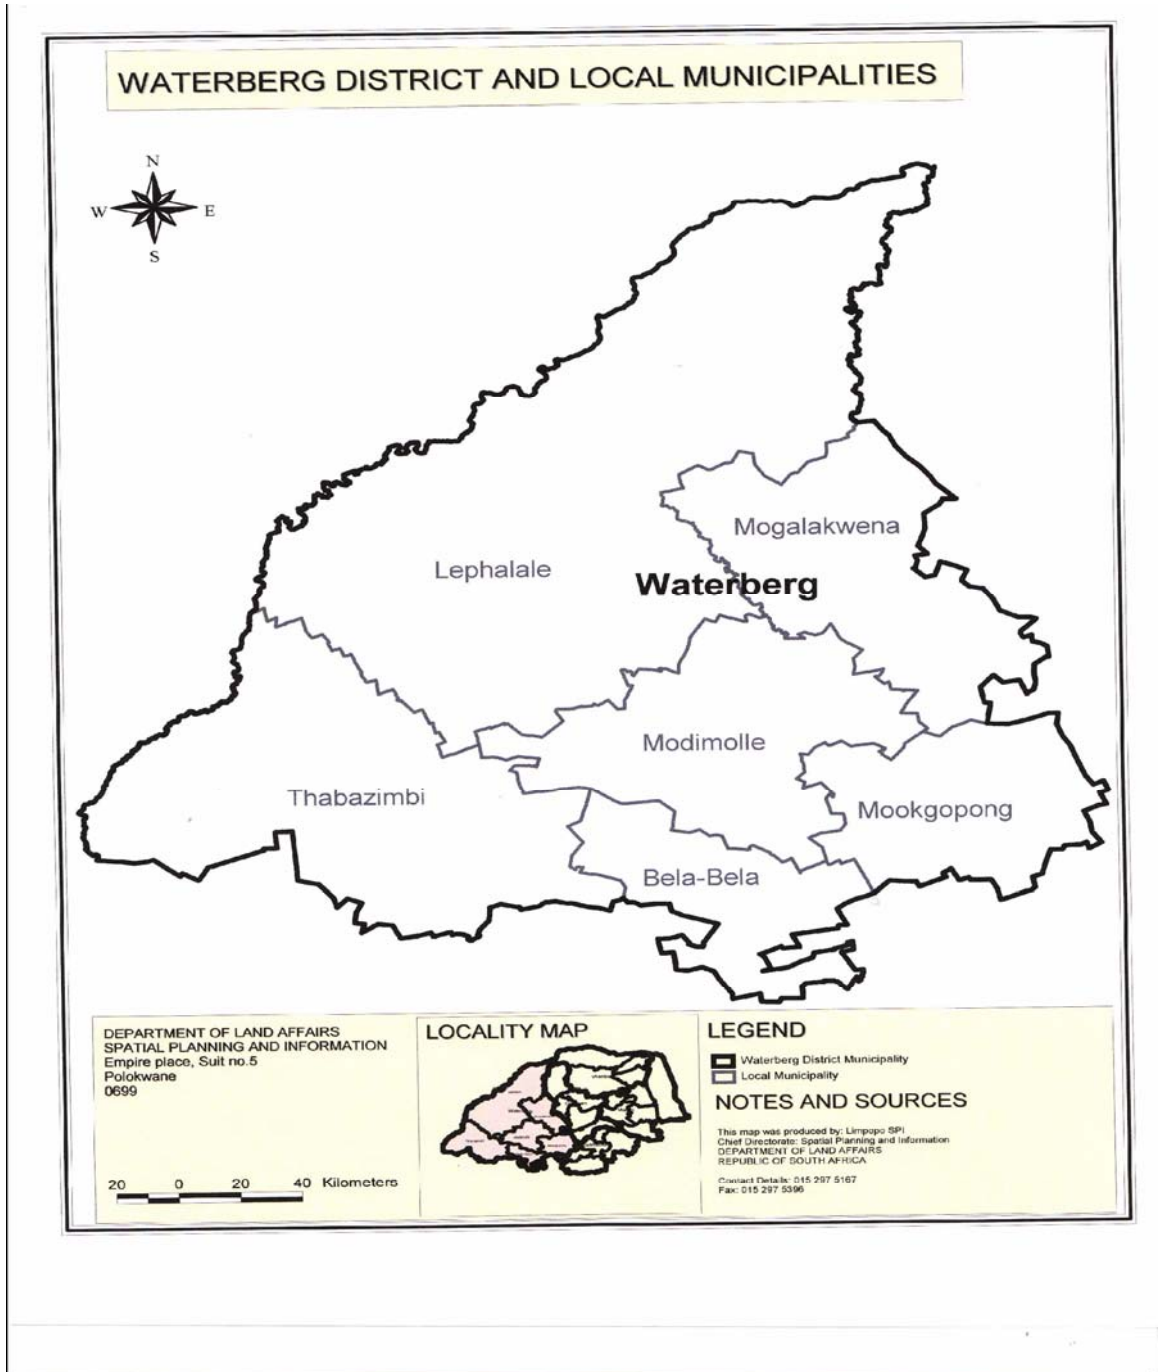 WATERBERG DISTRICT AND LOCAL MUNICIPALITIES
N
W E
S
Mogalakwena
Lephalale
Waterberg
Modimolle
Thabazimbi
Mookgopong
Bela-Bela
DEPARTMENT OF LAND AFFAIRS
SPATIAL PLANNING AND INFORMATION
Empire place, Suit no.5
Polokwane
0699
20 0 20 40 Kilometers
LOCALITY MAP
LEGEND
Waterberg District Municipality
Local Municipality
NOTES AND SOURCES
This map was produced by: Limpopo SPI
Chief Directorate: Spatial Planning and Information
DEPARTMENT OF LAND AFFAIRS
REPUBLIC OF SOUTH AFRICA
Contact Details: 015 297 5167
Fax: 015 297 5396